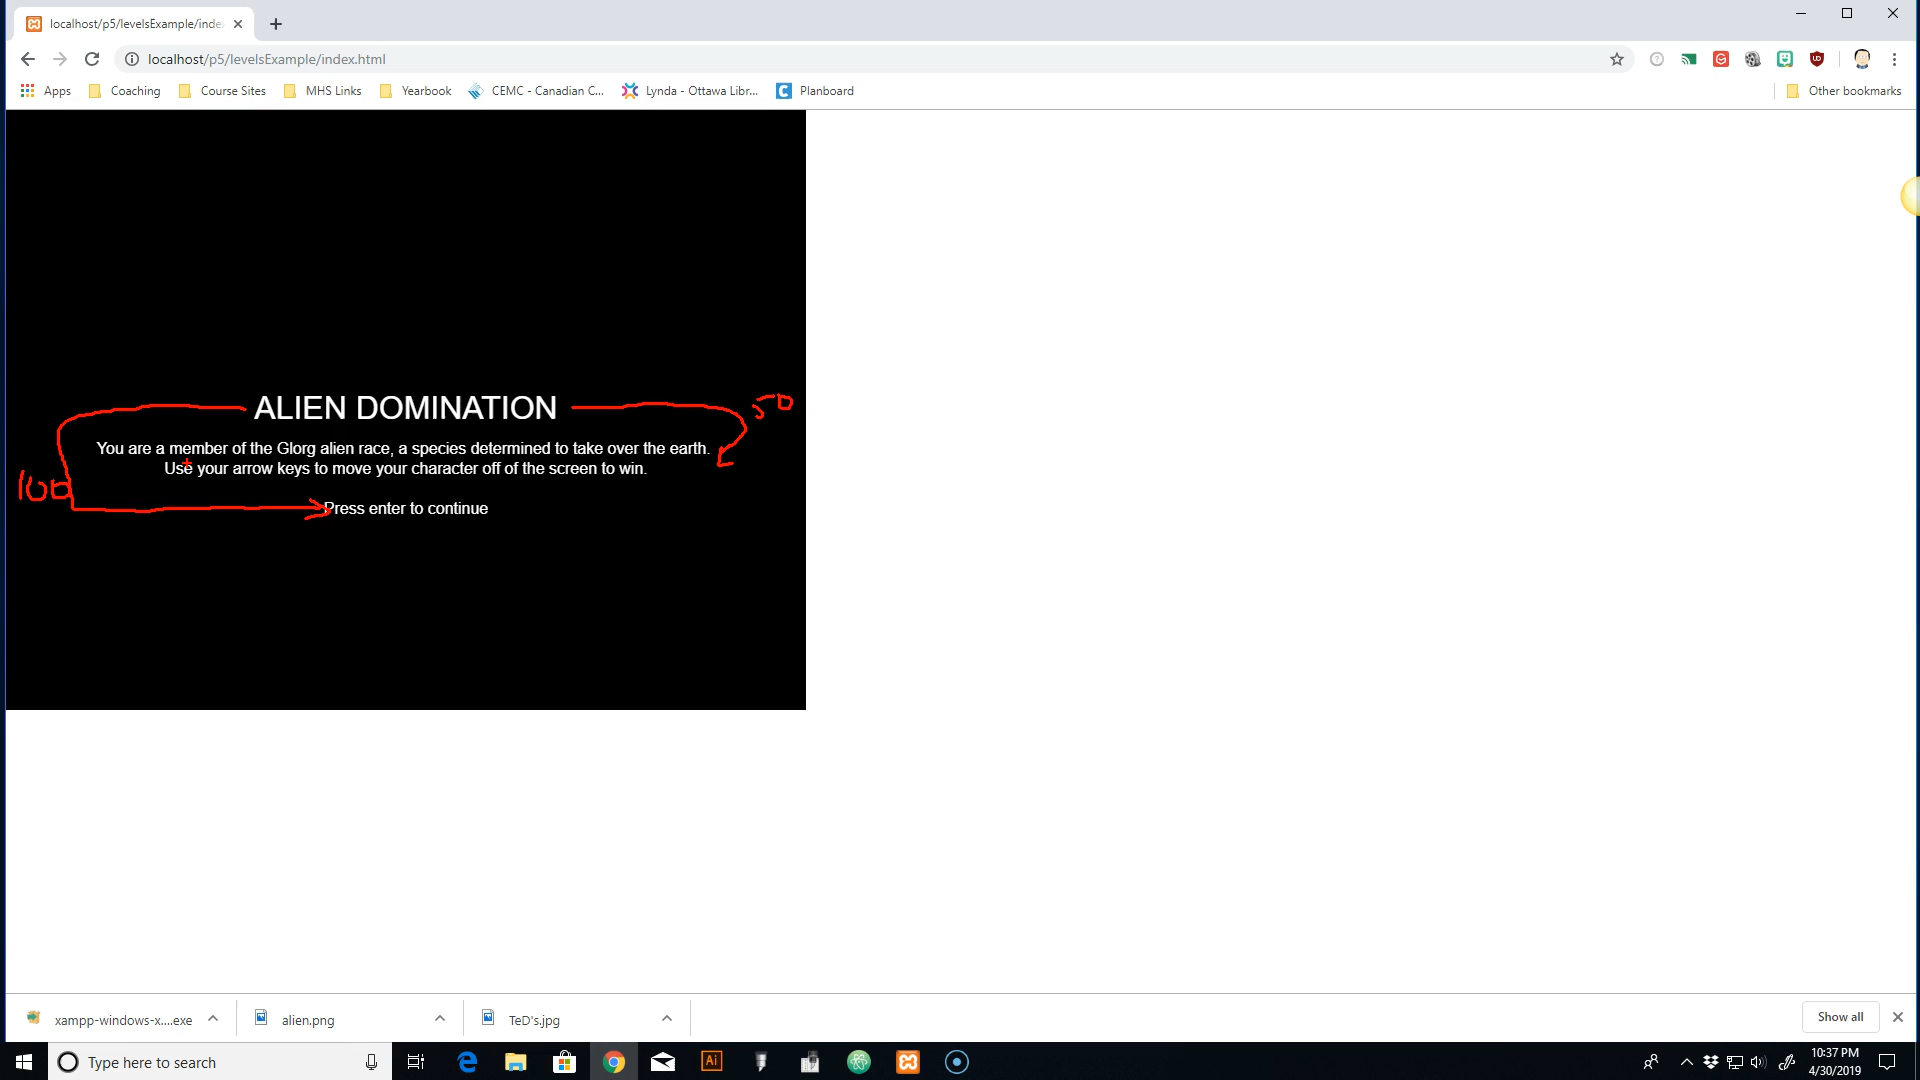 localhost/p5/levelsExample/inde
localhost/p5/levelsExample/index.html
Apps Coaching Course Sites MHS Links Yearbook CEMC - Canadian C... Lynda - Ottawa Libr... Planboard Other bookmarks
ALIEN DOMINATION
50
You are a member of the Glorg alien race, a species determined to take over the earth.
Use your arrow keys to move your character off of the screen to win.
100
Press enter to continue
xampp-windows-x....exe alien.png TeD's.jpg Show all
Type here to search
Ai
10:37 PM
4/30/2019